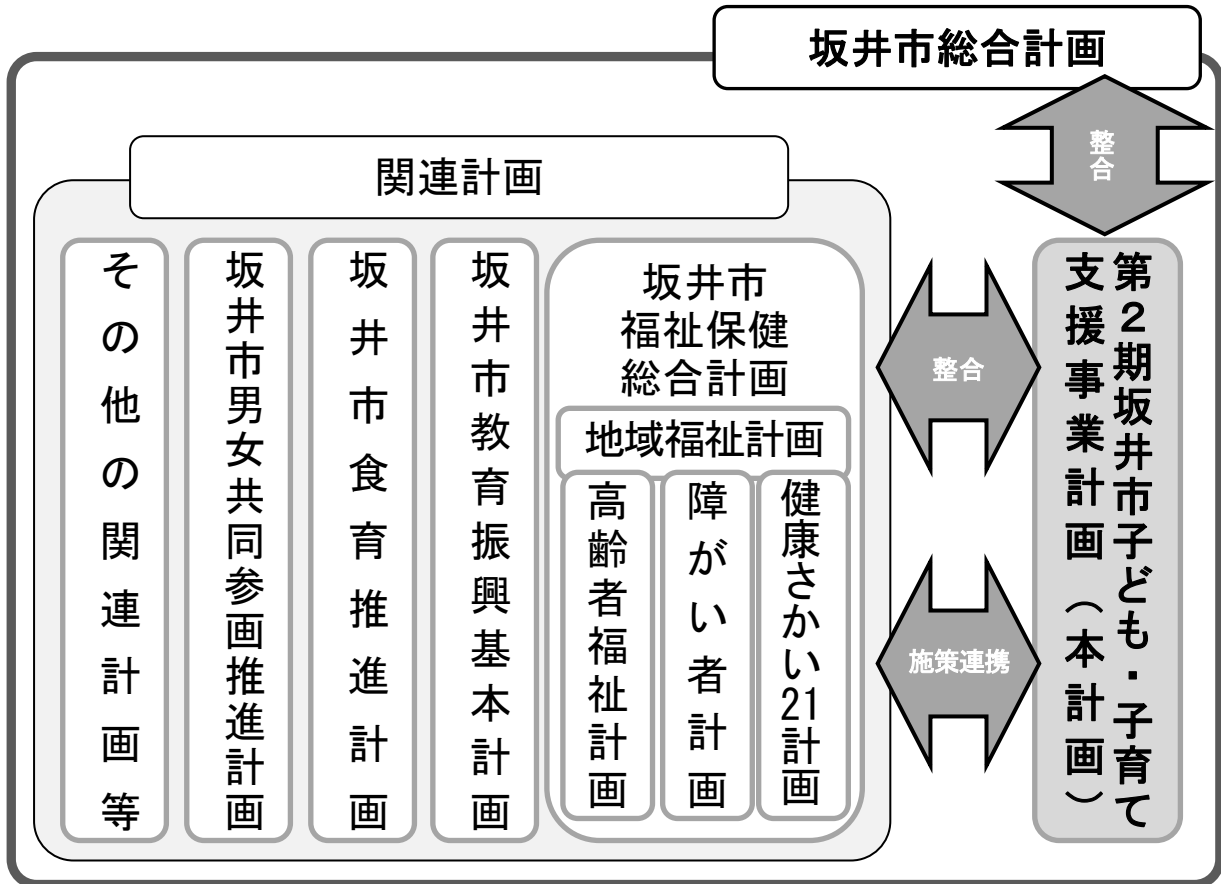 坂井市総合計画
整合
関連計画
その他の関連計画等
坂井市男女共同参画推進計画
坂井市食育推進計画
坂井市教育振興基本計画
坂井市
福祉保健
総合計画
地域福祉計画
高齢者福祉計画
障がい者計画
健康さかい21計画
整合
施策連携
第２期坂井市子ども・子育て
支援事業計画（本計画）